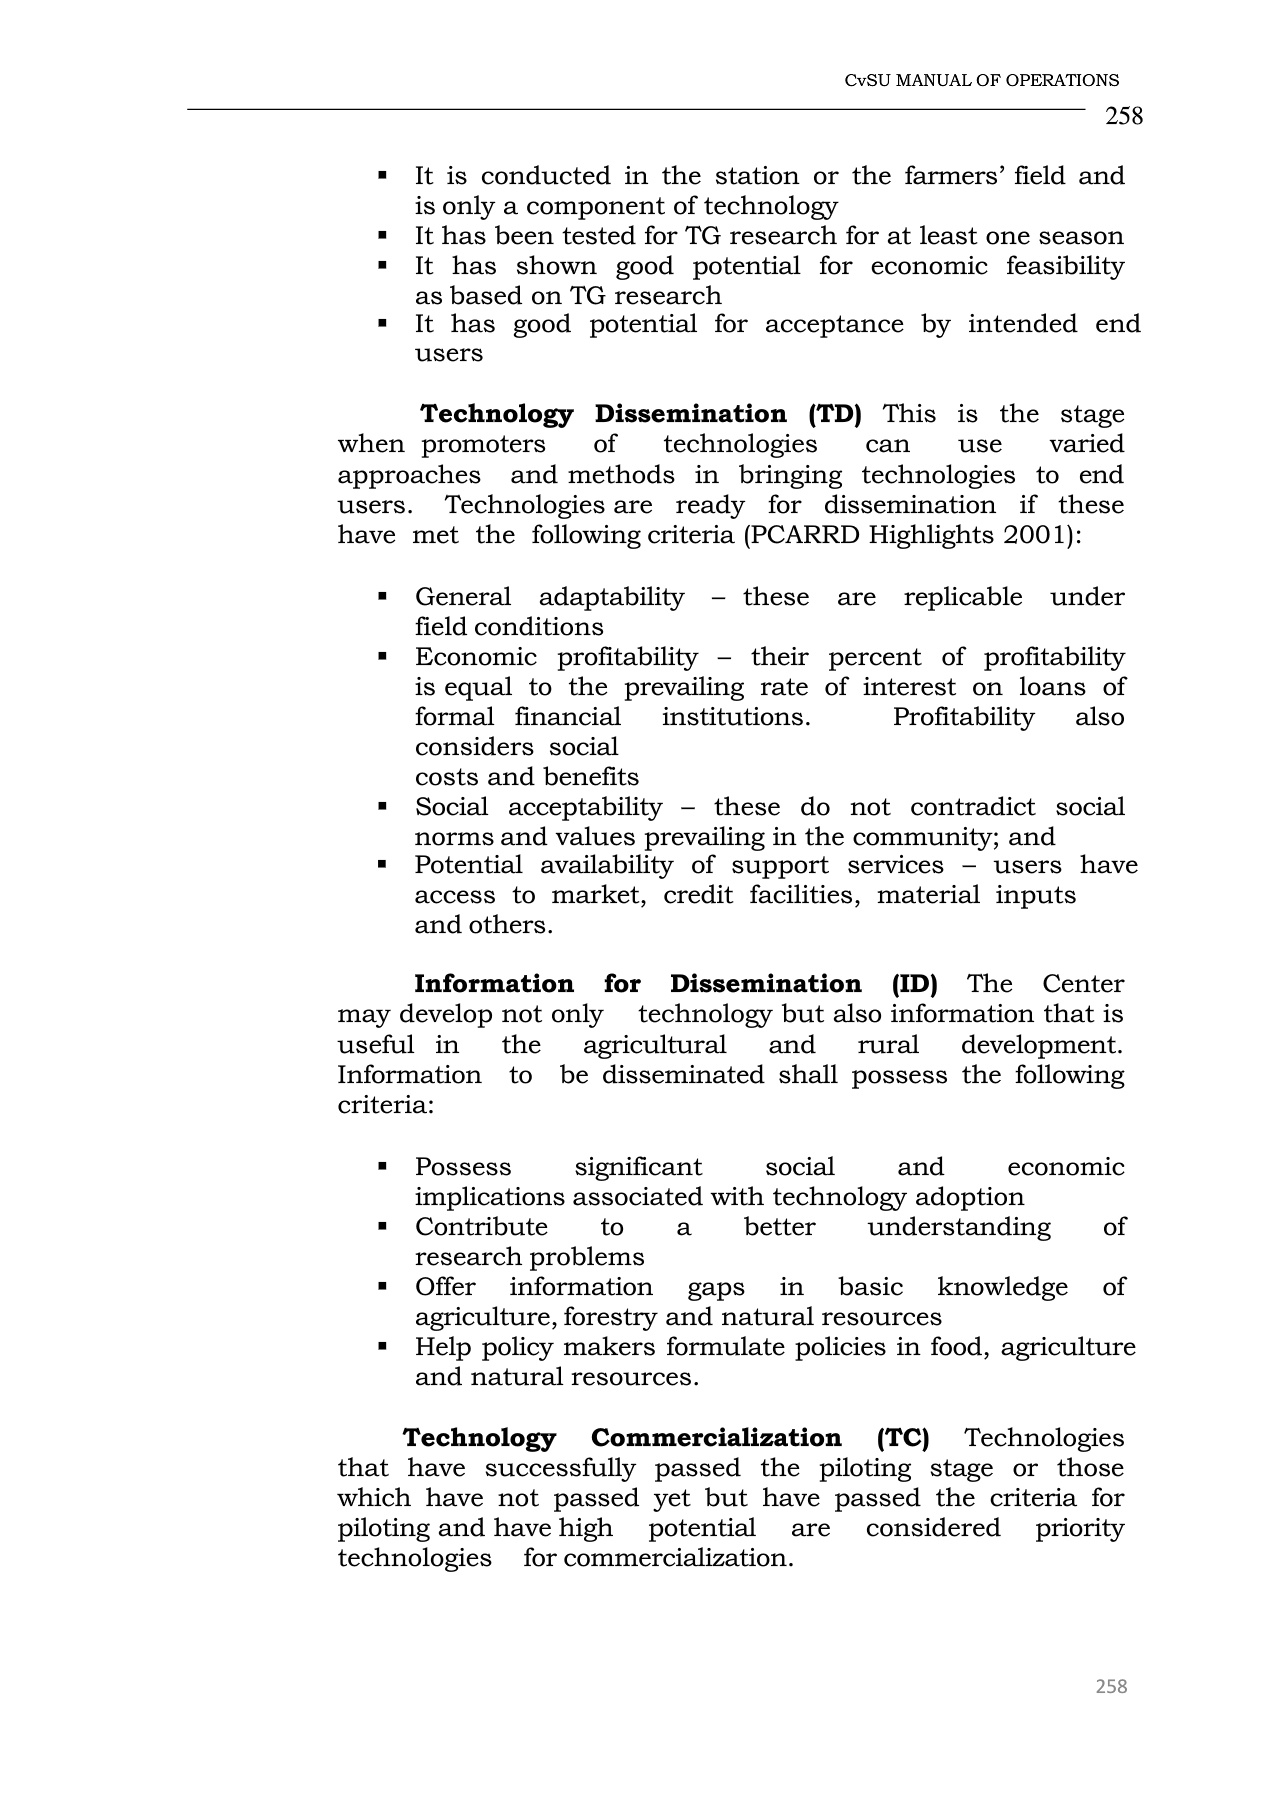 CvSU MANUAL OF OPERATIONS
258
▪ It is conducted in the station or the farmers’ field and
is only a component of technology
▪ It has been tested for TG research for at least one season
▪ It has shown good potential for economic feasibility
as based on TG research
▪ It has good potential for acceptance by intended end
users
Technology Dissemination (TD) This is the stage
when promoters of technologies can use varied
approaches and methods in bringing technologies to end
users. Technologies are ready for dissemination if these
have met the following criteria (PCARRD Highlights 2001):
▪ General adaptability – these are replicable under
field conditions
▪ Economic profitability – their percent of profitability
is equal to the prevailing rate of interest on loans of
formal financial institutions. Profitability also
considers social
costs and benefits
▪ Social acceptability – these do not contradict social
norms and values prevailing in the community; and
▪ Potential availability of support services – users have
access to market, credit facilities, material inputs
and others.
Information for Dissemination (ID) The Center
may develop not only technology but also information that is
useful in the agricultural and rural development.
Information to be disseminated shall possess the following
criteria:
▪ Possess significant social and economic
implications associated with technology adoption
▪ Contribute to a better understanding of
research problems
▪ Offer information gaps in basic knowledge of
agriculture, forestry and natural resources
▪ Help policy makers formulate policies in food, agriculture
and natural resources.
Technology Commercialization (TC) Technologies
that have successfully passed the piloting stage or those
which have not passed yet but have passed the criteria for
piloting and have high potential are considered priority
technologies for commercialization.
258